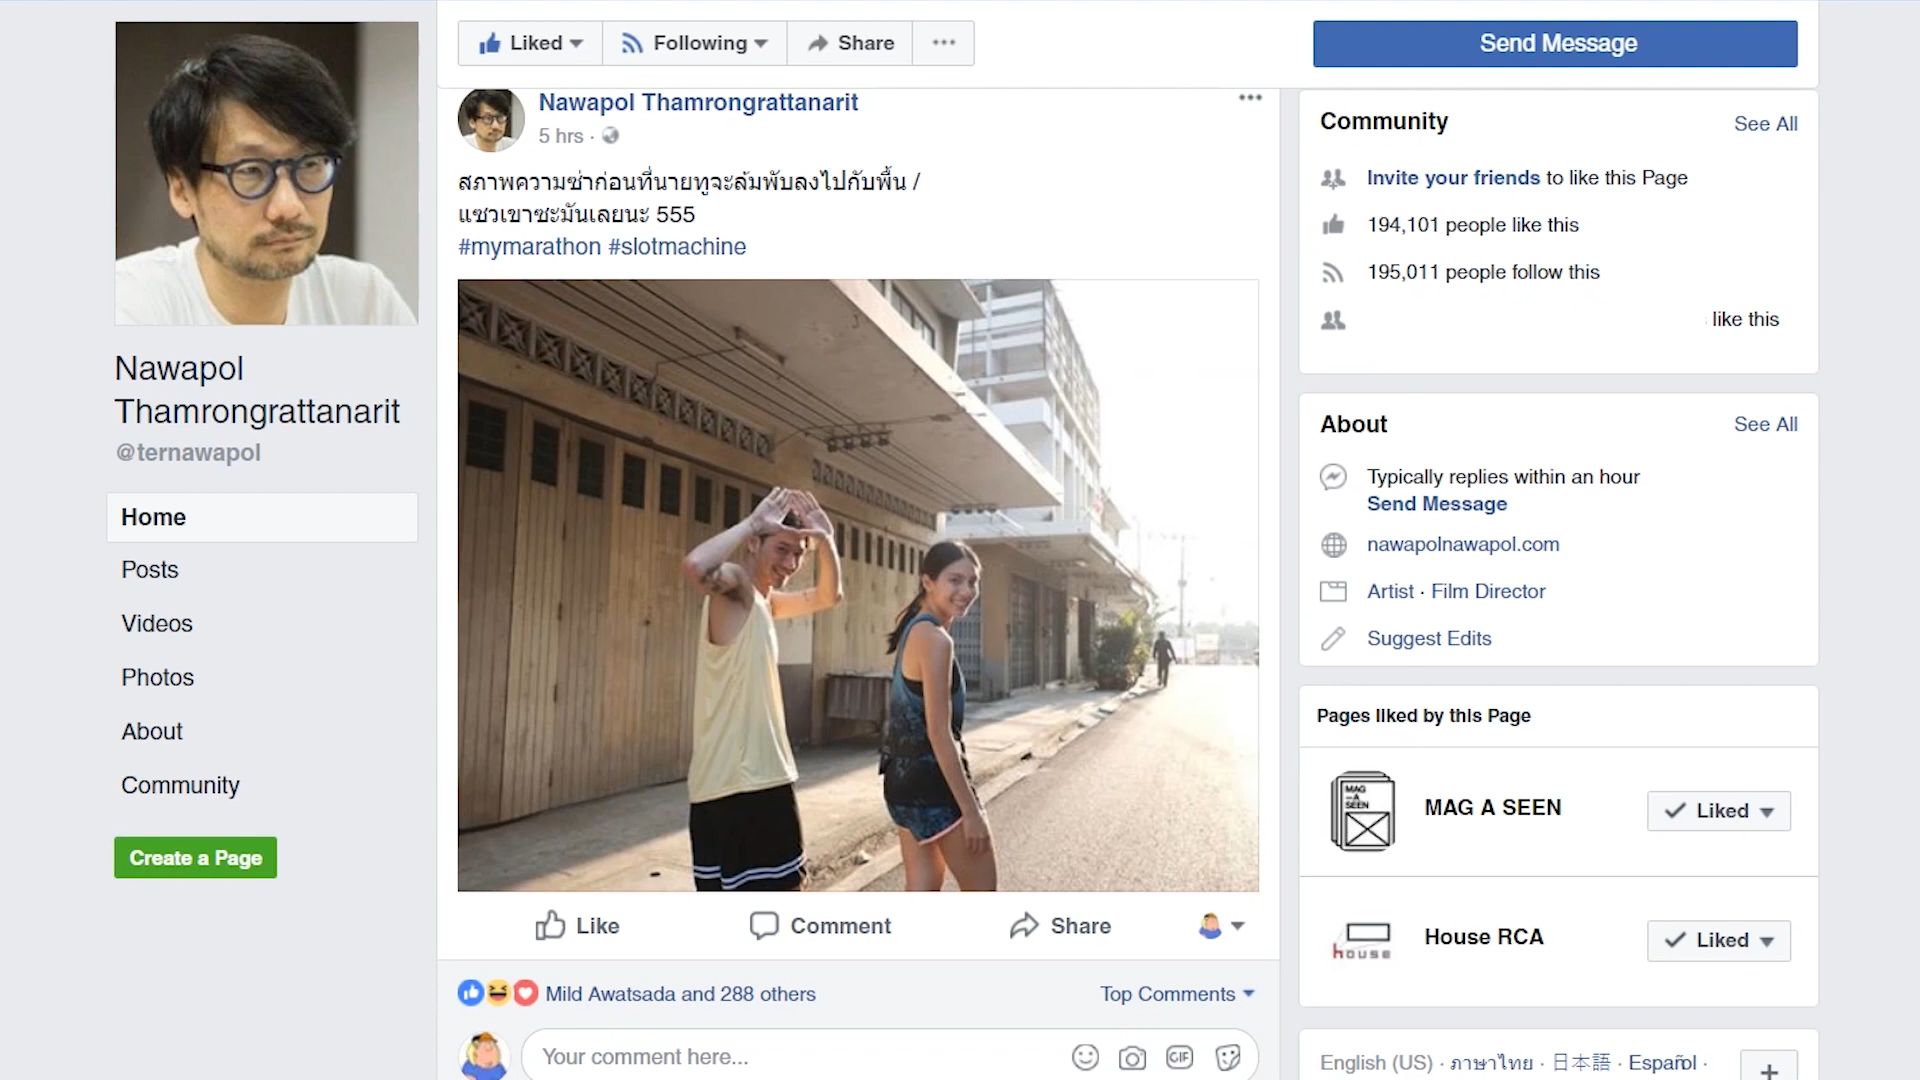 Liked
Following
Share
Send Message
Nawapol Thamrongrattanarit
5 hrs ·
สภาพความซ่าก่อนที่นายทูจะล้มพับลงไปกับพื้น /
แซวเขาซะมันเลยนะ 555
#mymarathon #slotmachine
Nawapol
Thamrongrattanarit
@ternawapol
Home
Posts
Videos
Photos
About
Community
Create a Page
Like
Comment
Share
Mild Awatsada and 288 others
Top Comments
Your comment here...
GIF
Community
See All
Invite your friends to like this Page
194,101 people like this
195,011 people follow this
like this
About
See All
Typically replies within an hour
Send Message
nawapolnawapol.com
Artist · Film Director
Suggest Edits
Pages liked by this Page
MAG
-A
SEEN
MAG A SEEN
Liked
house
House RCA
Liked
English (US) · ภาษาไทย · 日本語 · Español ·
+